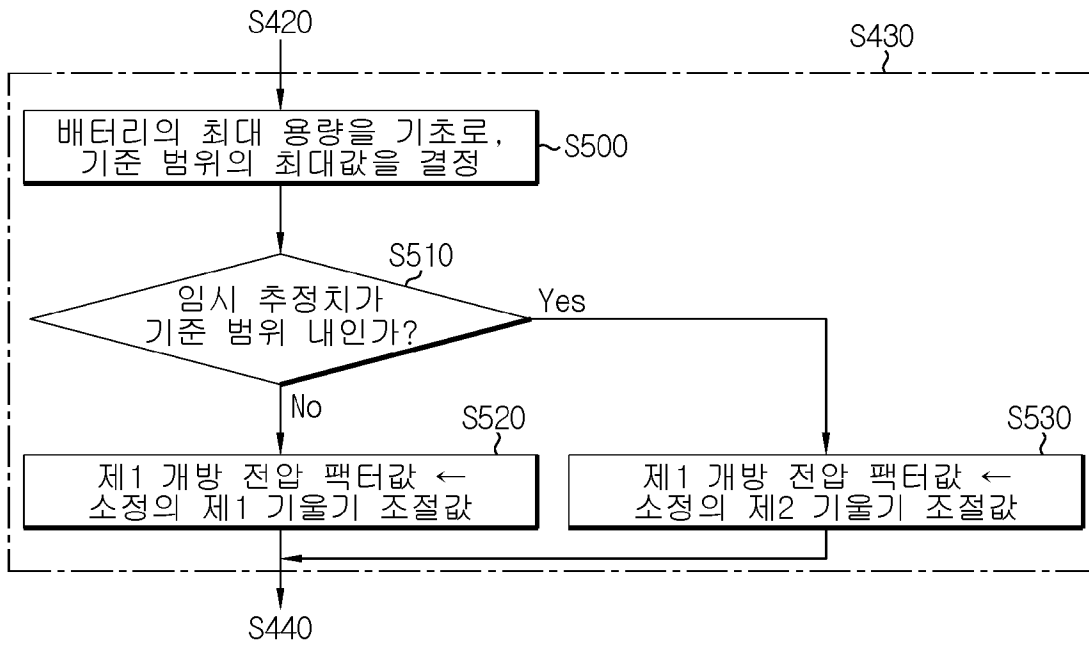 S420
S430
배터리의 최대 용량을 기초로,
기준 범위의 최대값을 결정
S500
S510
임시 추정치가
기준 범위 내인가?
Yes
No
S520
S530
제1 개방 전압 팩터값 ←
소정의 제1 기울기 조절값
제1 개방 전압 팩터값 ←
소정의 제2 기울기 조절값
S440